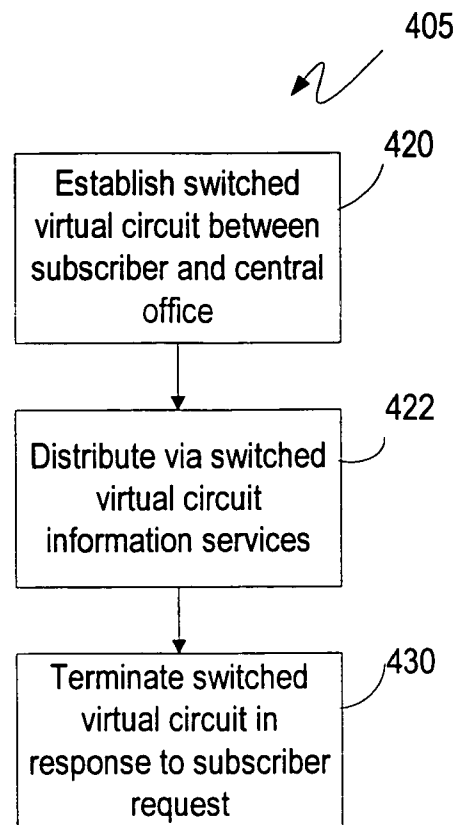 405
420
Establish switched
virtual circuit between
subscriber and central
office
422
Distribute via switched
virtual circuit
information services
430
Terminate switched
virtual circuit in
response to subscriber
request